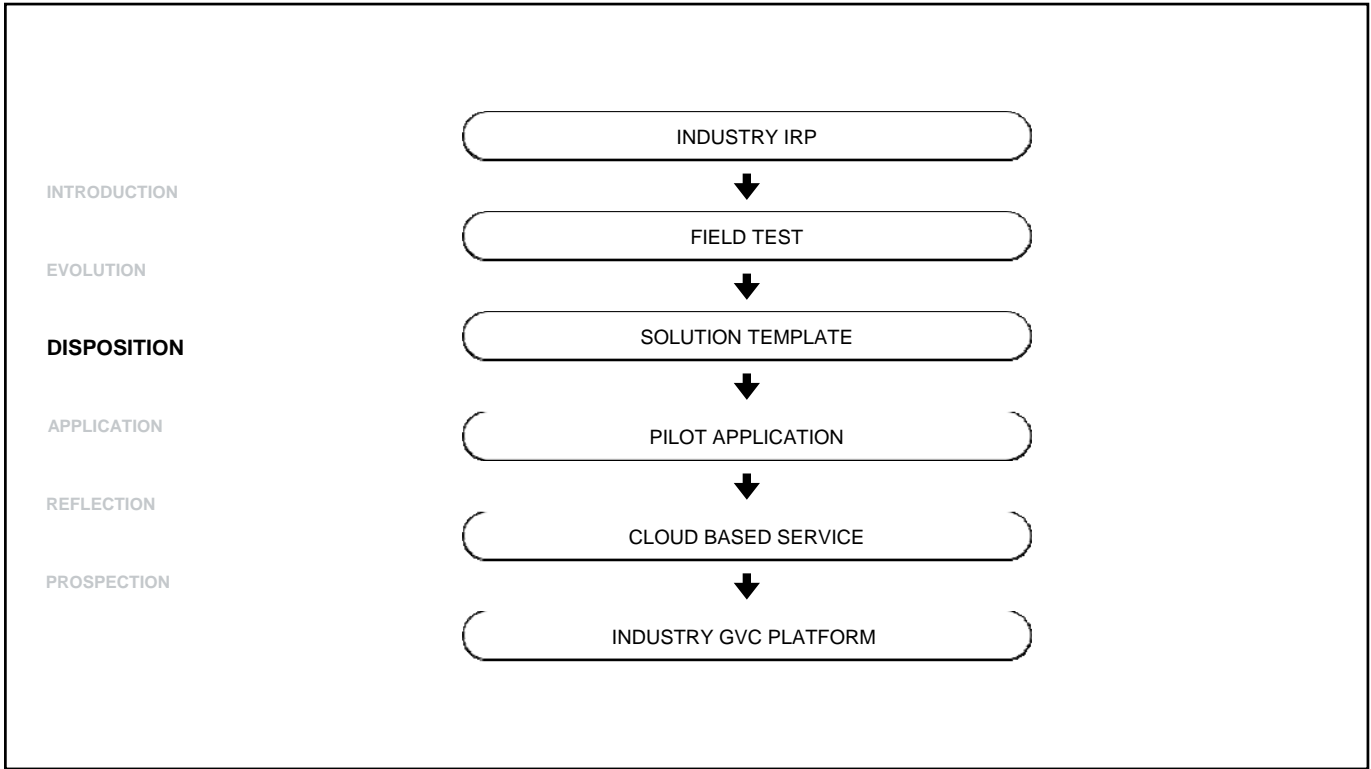 INTRODUCTION
EVOLUTION
DISPOSITION
APPLICATION
REFLECTION
PROSPECTION
INDUSTRY IRP
FIELD TEST
SOLUTION TEMPLATE
PILOT APPLICATION
CLOUD BASED SERVICE
INDUSTRY GVC PLATFORM